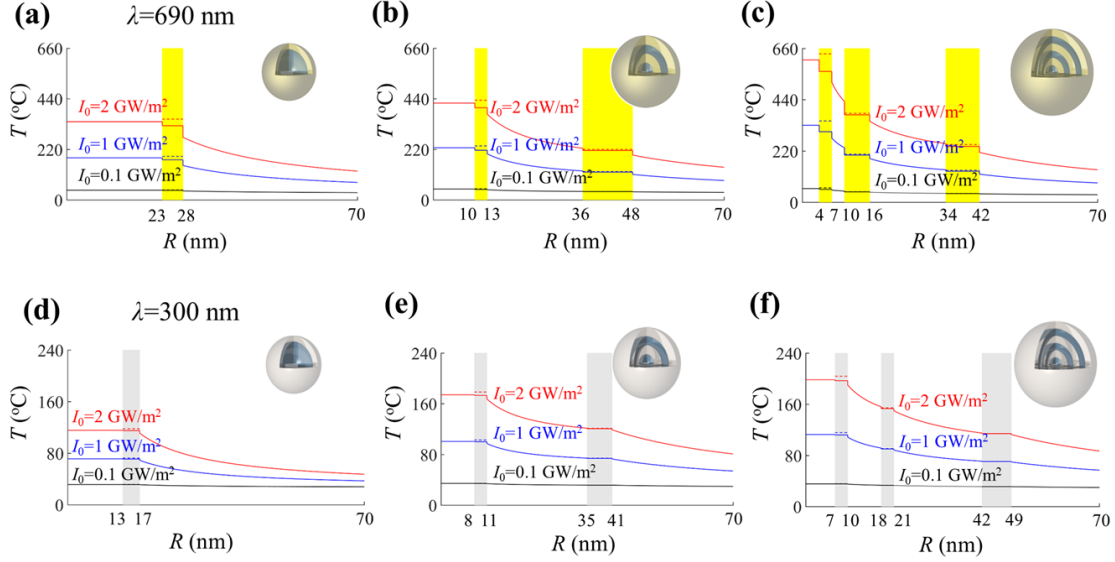 (a)
λ=690 nm
660
440
220
0
T (°C)
I₀=2 GW/m²
I₀=1 GW/m²
I₀=0.1 GW/m²
23 28 70
R (nm)
(b)
660
440
220
0
T (°C)
I₀=2 GW/m²
I₀=1 GW/m²
I₀=0.1 GW/m²
10 13 36 48 70
R (nm)
(c)
660
440
220
0
T (°C)
I₀=2 GW/m²
I₀=1 GW/m²
I₀=0.1 GW/m²
4 7 10 16 34 42 70
R (nm)
(d)
λ=300 nm
240
160
80
0
T (°C)
I₀=2 GW/m²
I₀=1 GW/m²
I₀=0.1 GW/m²
13 17 70
R (nm)
(e)
240
160
80
0
T (°C)
I₀=2 GW/m²
I₀=1 GW/m²
I₀=0.1 GW/m²
8 11 35 41 70
R (nm)
(f)
240
160
80
0
T (°C)
I₀=2 GW/m²
I₀=1 GW/m²
I₀=0.1 GW/m²
7 10 18 21 42 49 70
R (nm)